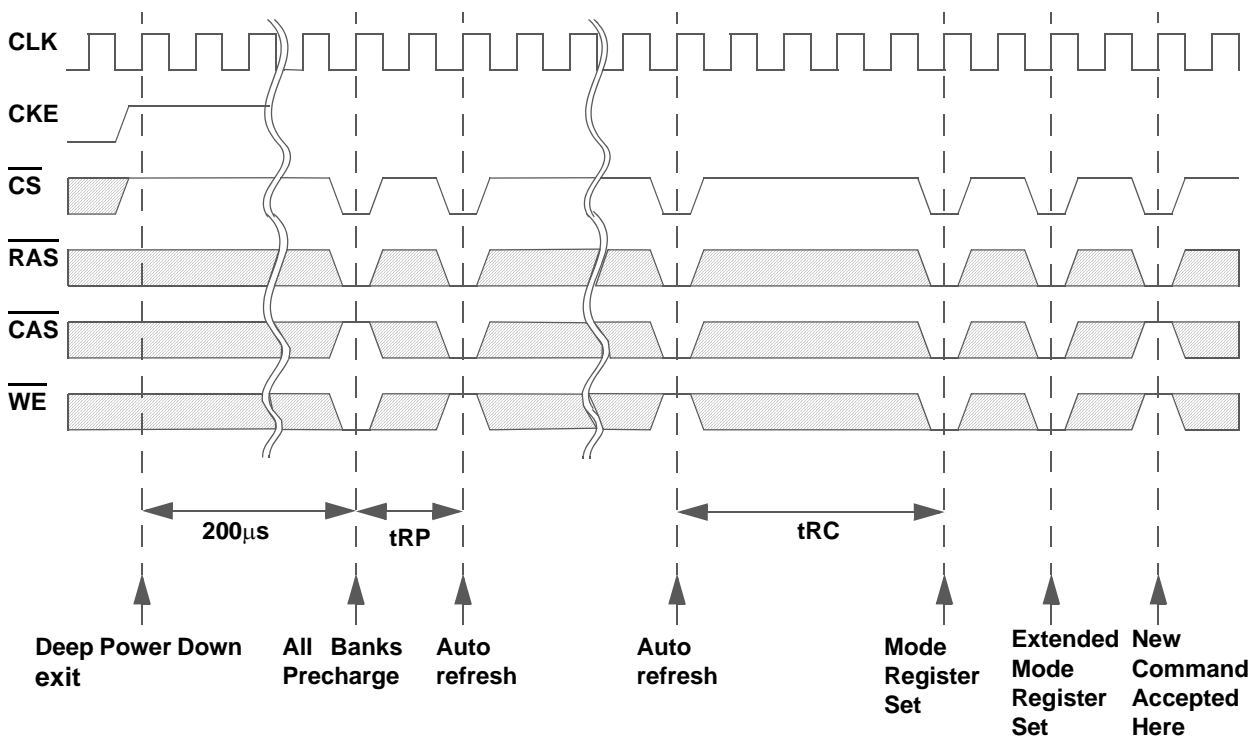 CLK
CKE
CS
RAS
CAS
WE
200μs
tRP
tRC
Deep Power Down
exit
All Banks
Precharge
Auto
refresh
Auto
refresh
Mode
Register
Set
Extended
Mode
Register
Set
New
Command
Accepted
Here